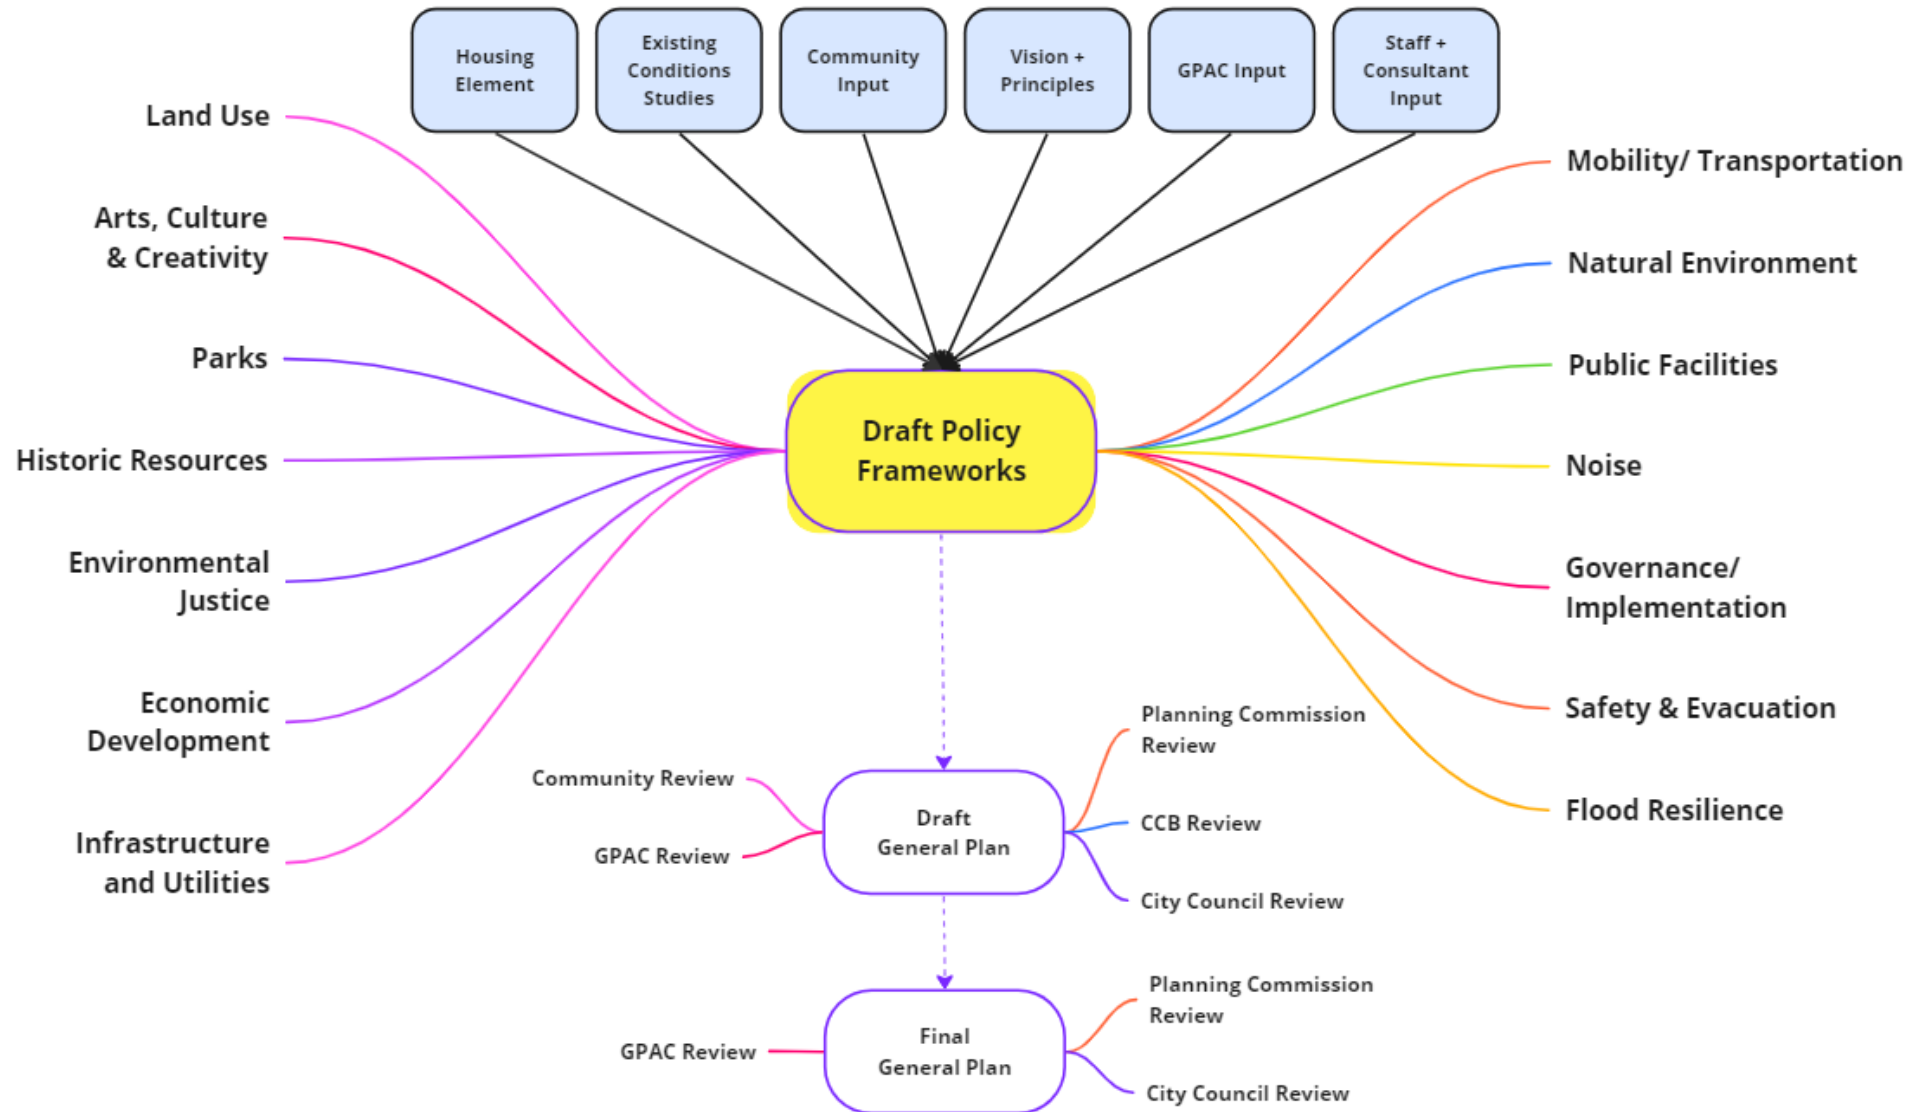 Housing
Element
Existing
Conditions
Studies
Community
Input
Vision +
Principles
GPAC Input
Staff +
Consultant
Input
Land Use
Arts, Culture
& Creativity
Parks
Historic Resources
Environmental
Justice
Economic
Development
Infrastructure
and Utilities
Draft Policy
Frameworks
Mobility/ Transportation
Natural Environment
Public Facilities
Noise
Governance/
Implementation
Safety & Evacuation
Flood Resilience
Community Review
GPAC Review
Draft
General Plan
Planning Commission
Review
CCB Review
City Council Review
GPAC Review
Final
General Plan
Planning Commission
Review
City Council Review